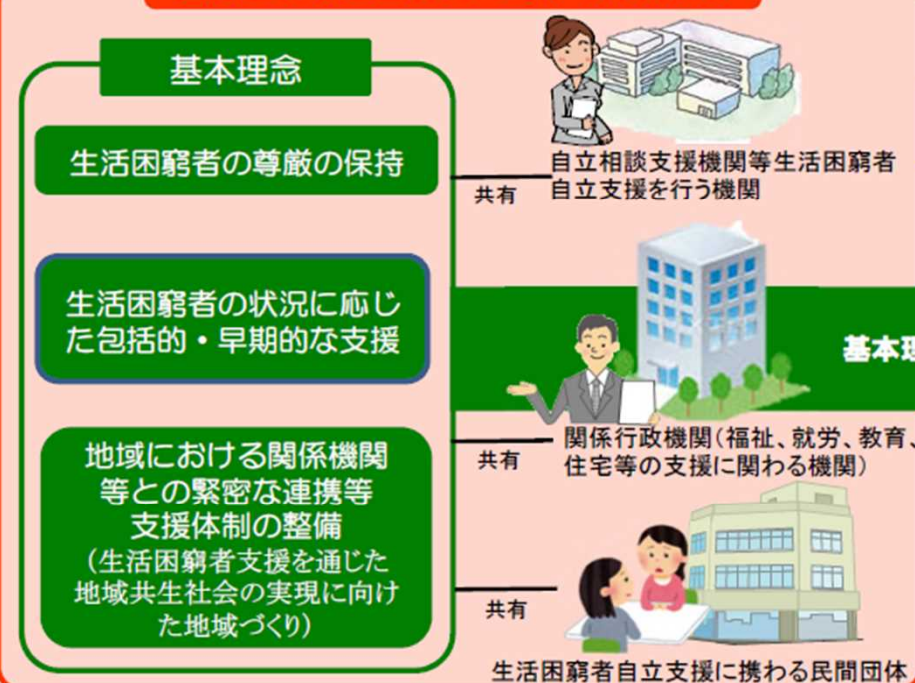 基本理念
生活困窮者の尊厳の保持
生活困窮者の状況に応じ
た包括的・早期的な支援
地域における関係機関
等との緊密な連携等
支援体制の整備
（生活困窮者支援を通じた
地域共生社会の実現に向け
た地域づくり）
共有
自立相談支援機関等生活困窮者
自立支援を行う機関
基本理
共有
関係行政機関（福祉、就労、教育、
住宅等の支援に関わる機関）
共有
生活困窮者自立支援に携わる民間団体